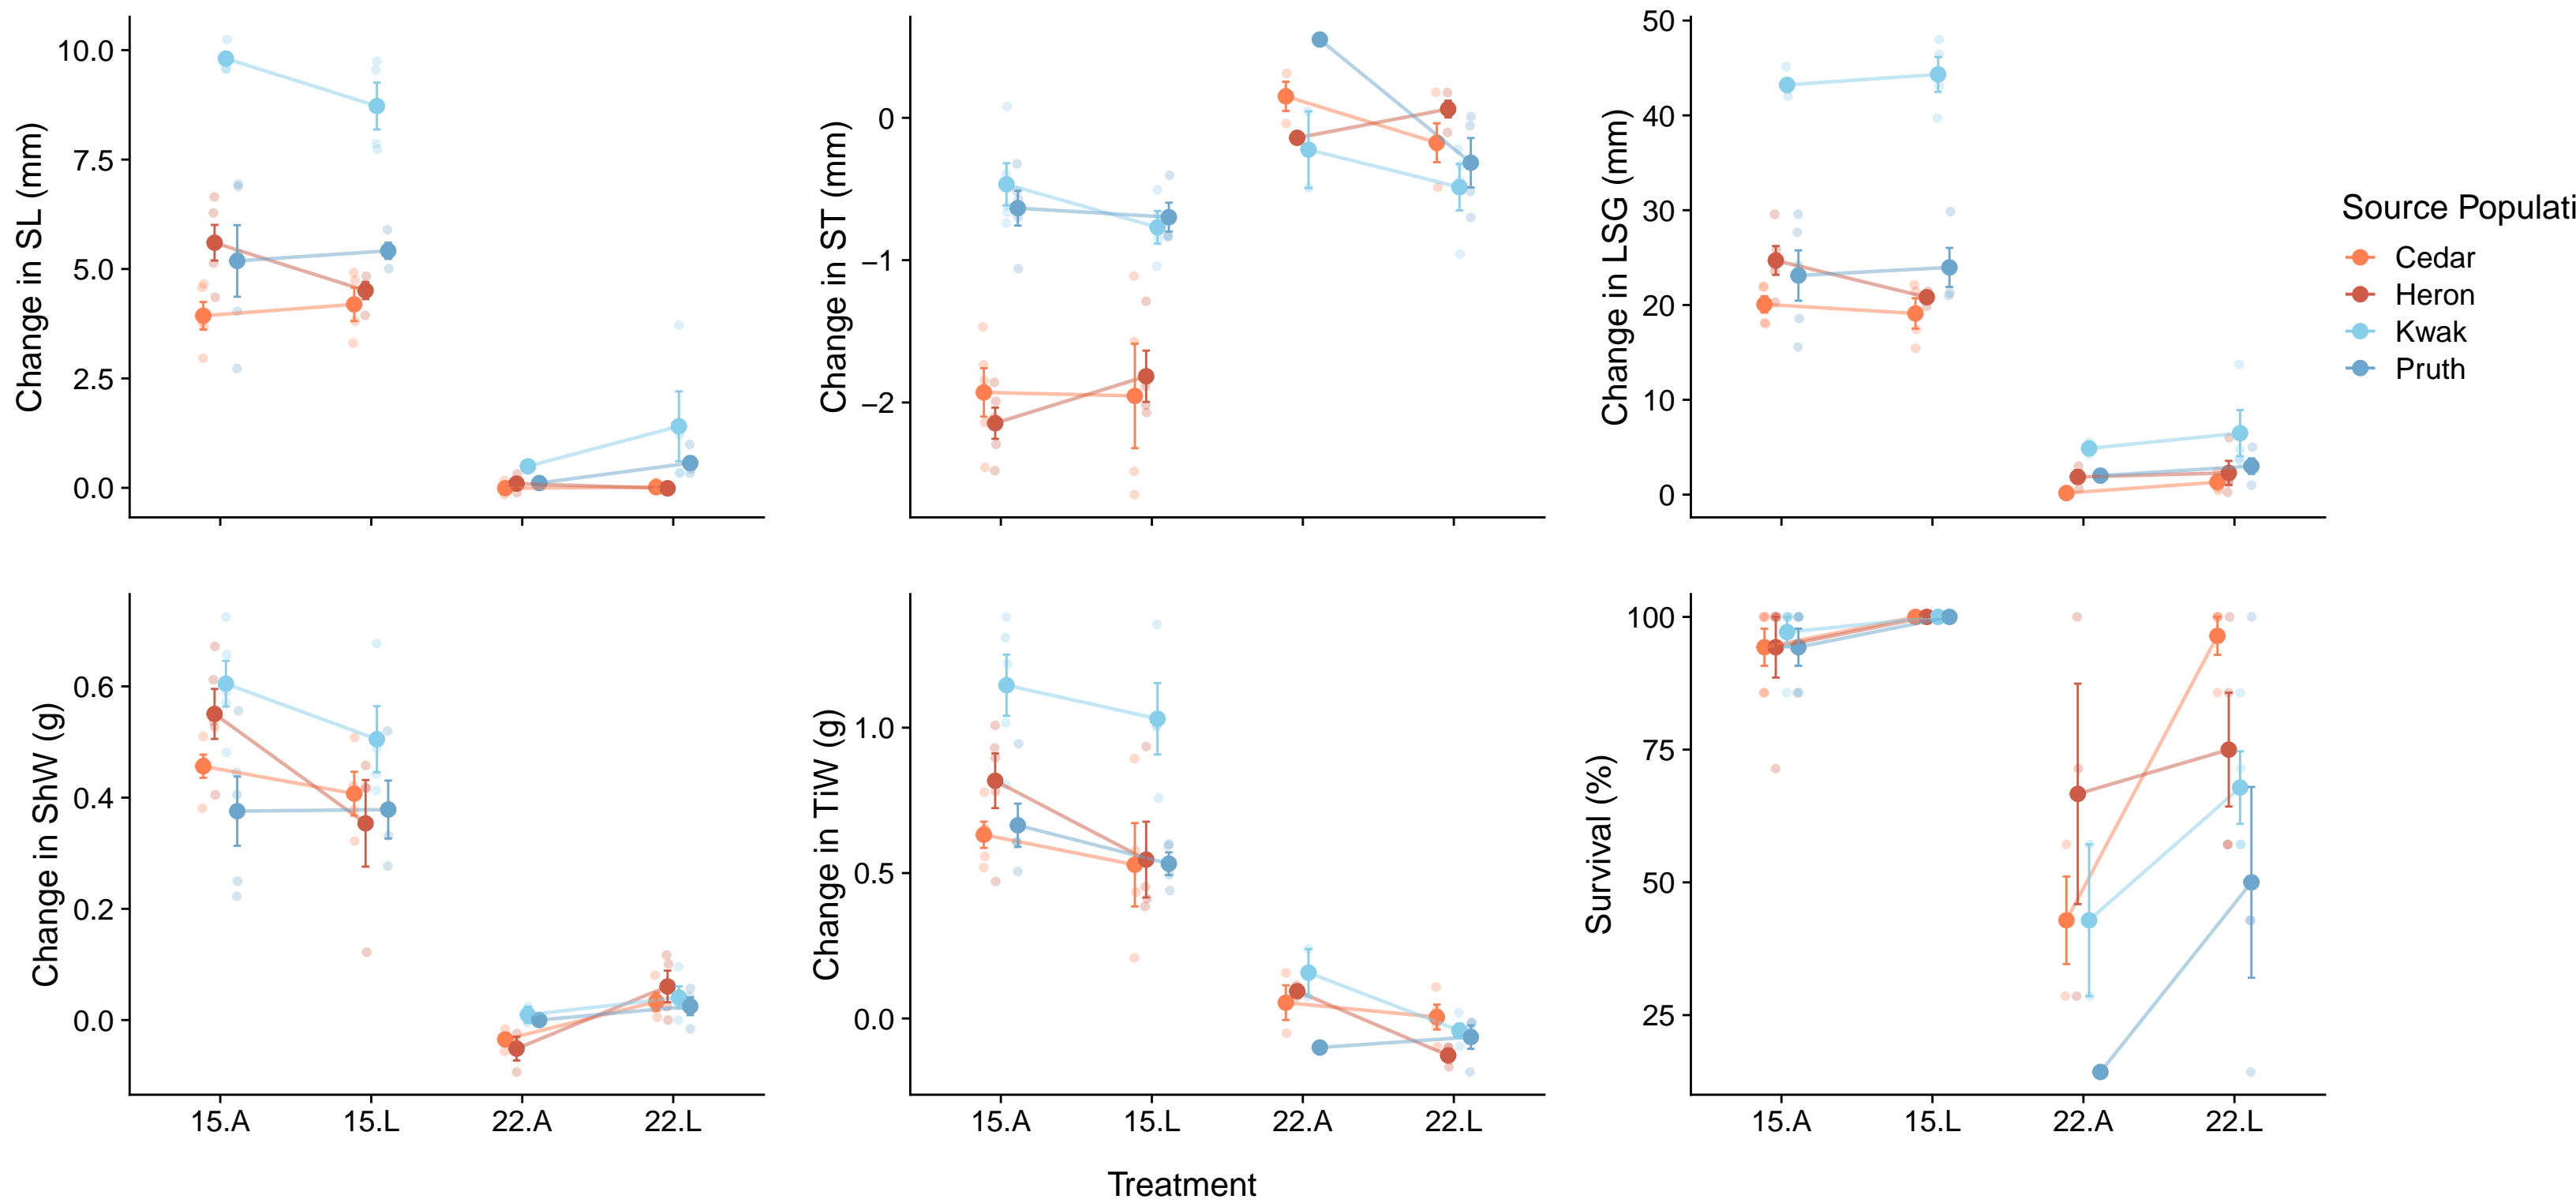 Change in SL (mm)
10.0
7.5
5.0
2.5
0.0
Change in ST (mm)
0
−1
−2
Change in LSG (mm)
50
40
30
20
10
0
Source Populati
Cedar
Heron
Kwak
Pruth
Change in ShW (g)
0.6
0.4
0.2
0.0
15.A 15.L 22.A 22.L
Change in TiW (g)
1.0
0.5
0.0
15.A 15.L 22.A 22.L
Survival (%)
100
75
50
25
15.A 15.L 22.A 22.L
Treatment